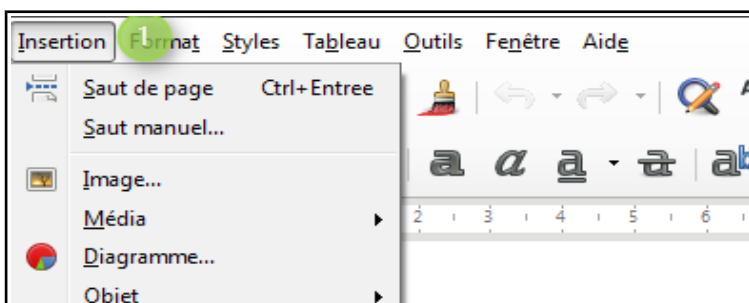 Insertion 1 Format Styles Tableau Outils Fenêtre Aide
Saut de page Ctrl+Entree
Saut manuel...
Image...
a a a a ab
Média
2 3 4 5 6
Diagramme...
Objet